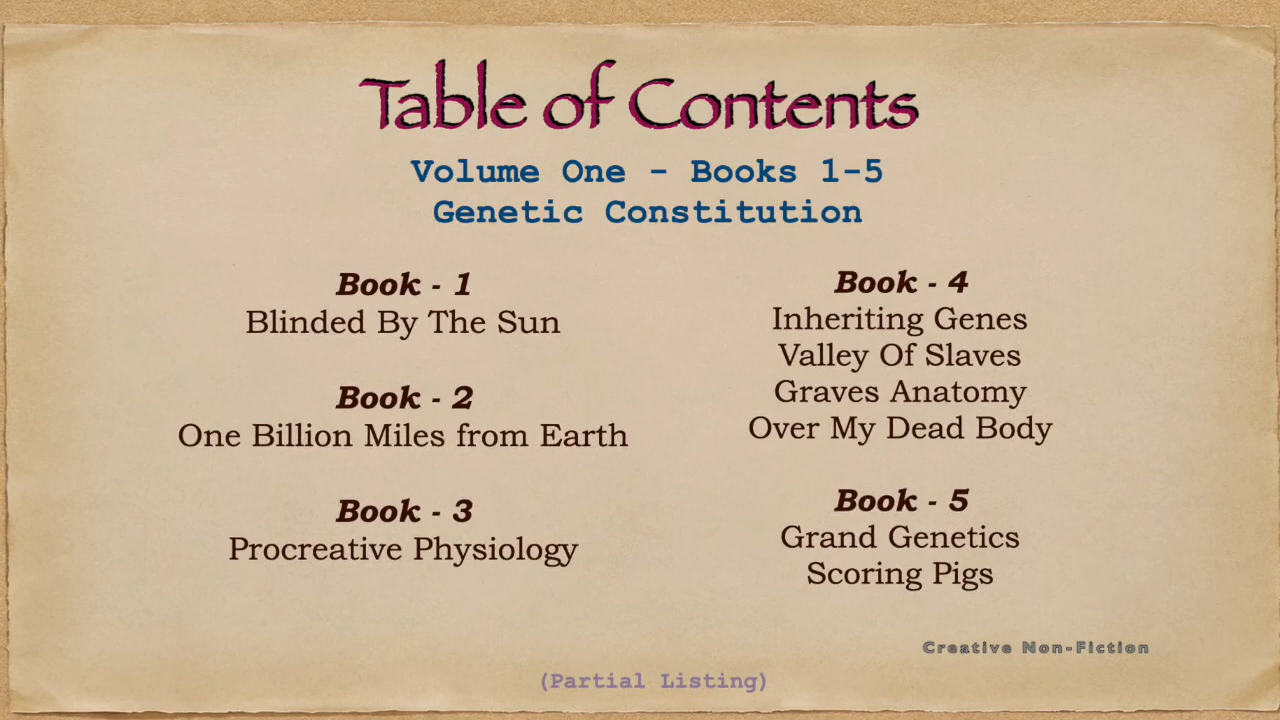 Table of Contents
Volume One - Books 1-5
Genetic Constitution
Book - 1
Blinded By The Sun
Book - 2
One Billion Miles from Earth
Book - 3
Procreative Physiology
Book - 4
Inheriting Genes
Valley Of Slaves
Graves Anatomy
Over My Dead Body
Book - 5
Grand Genetics
Scoring Pigs
Creative Non-Fiction
(Partial Listing)